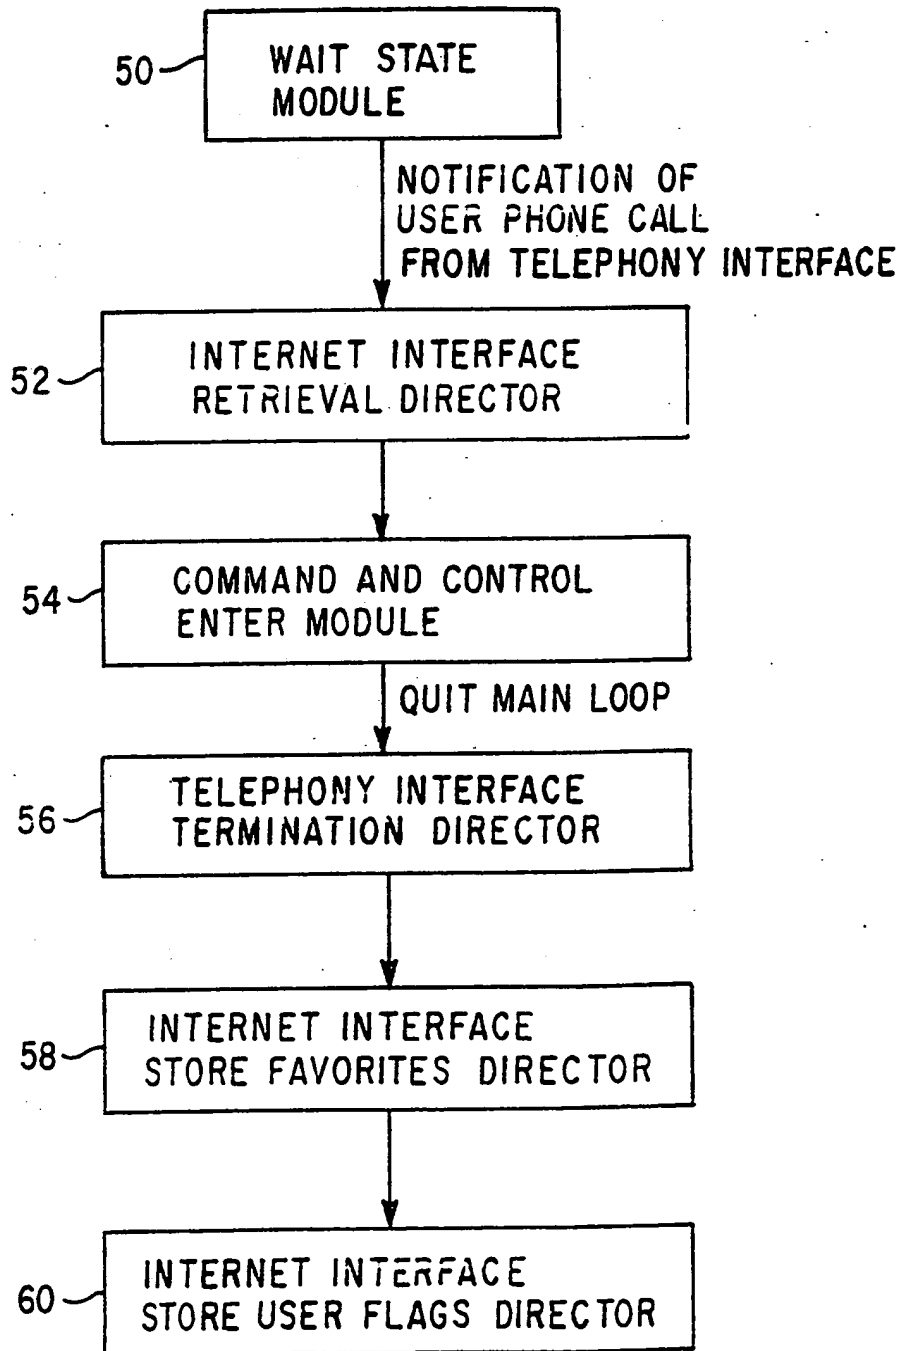 50
WAIT STATE
MODULE
NOTIFICATION OF
USER PHONE CALL
FROM TELEPHONY INTERFACE
52
INTERNET INTERFACE
RETRIEVAL DIRECTOR
54
COMMAND AND CONTROL
ENTER MODULE
QUIT MAIN LOOP
56
TELEPHONY INTERFACE
TERMINATION DIRECTOR
58
INTERNET INTERFACE
STORE FAVORITES DIRECTOR
60
INTERNET INTERFACE
STORE USER FLAGS DIRECTOR